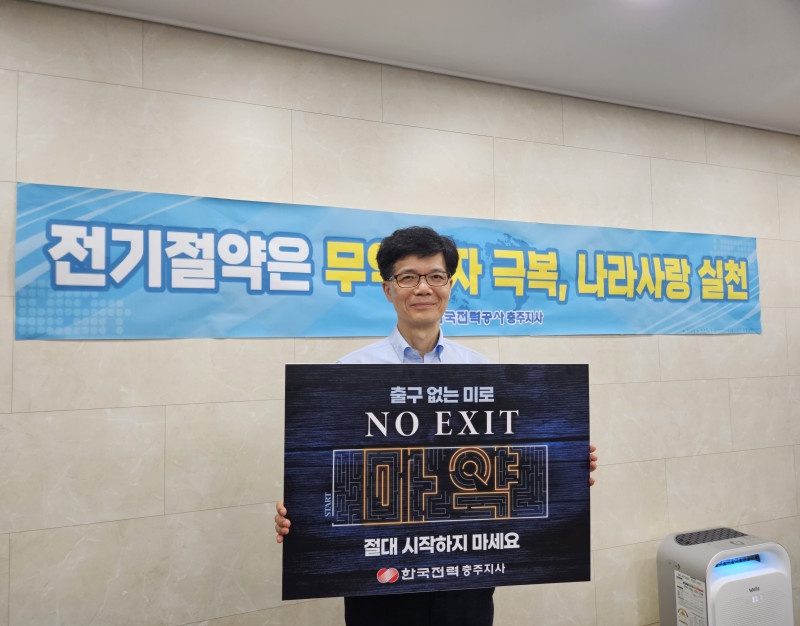 전기절약은 극복, 나라사랑 실천
한국전력공사 충주지사
출구 없는 미로
NO EXIT
START
마약
절대 시작하지 마세요
한국전력 충주지사